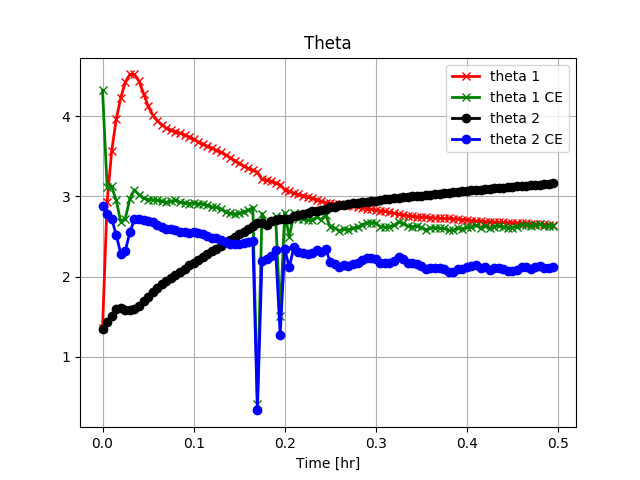 Theta
theta 1
theta 1 CE
theta 2
theta 2 CE
4
3
2
1
0.0 0.1 0.2 0.3 0.4 0.5
Time [hr]